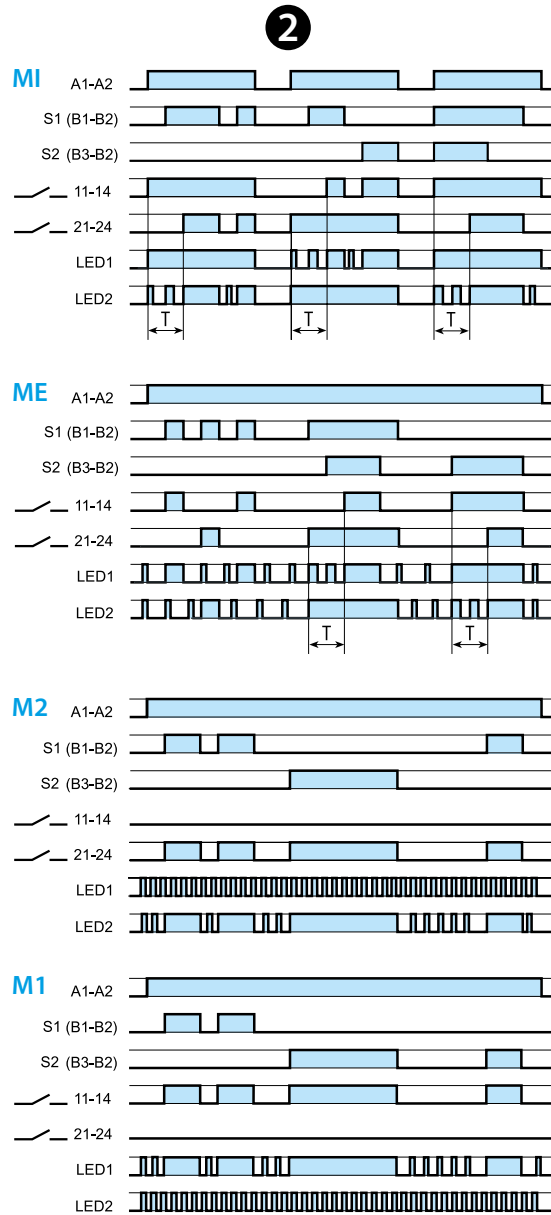 2
MI A1-A2
S1 (B1-B2)
S2 (B3-B2)
11-14
21-24
LED1
LED2
T T T
ME A1-A2
S1 (B1-B2)
S2 (B3-B2)
11-14
21-24
LED1
LED2
T T
M2 A1-A2
S1 (B1-B2)
S2 (B3-B2)
11-14
21-24
LED1
LED2
M1 A1-A2
S1 (B1-B2)
S2 (B3-B2)
11-14
21-24
LED1
LED2